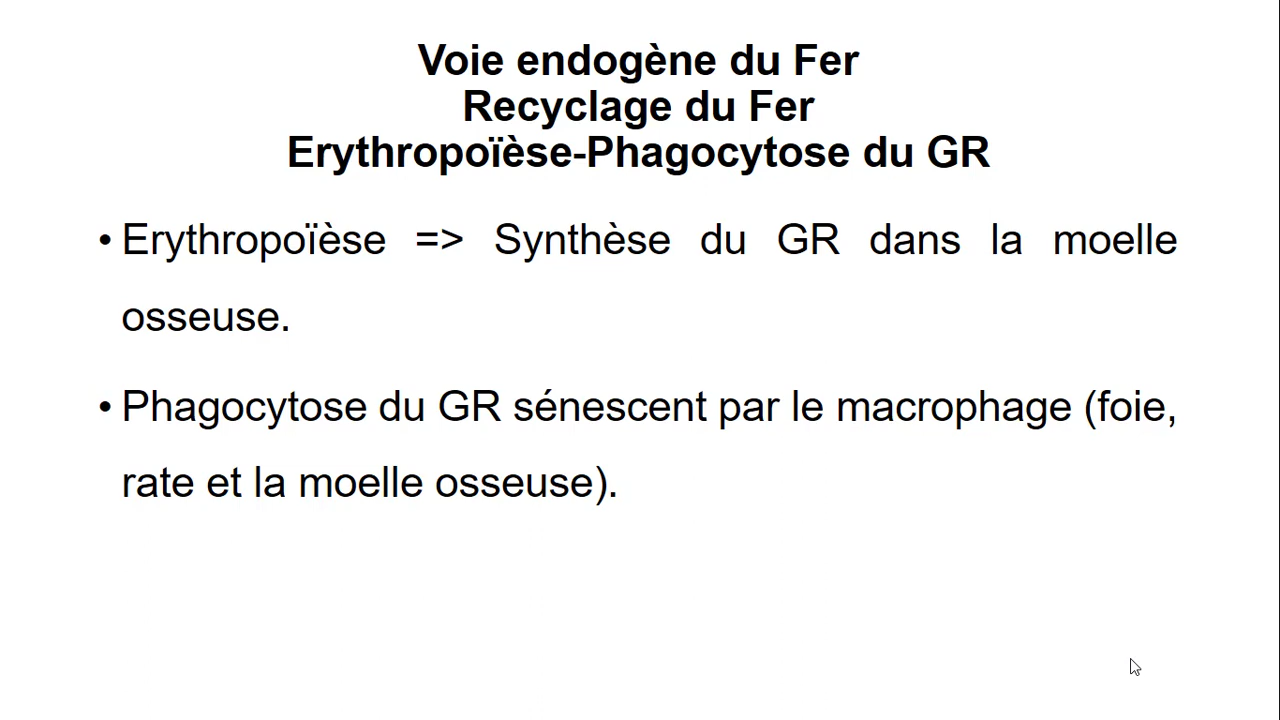 Voie endogène du Fer
Recyclage du Fer
Erythropoïèse-Phagocytose du GR
• Erythropoïèse => Synthèse du GR dans la moelle
osseuse.
• Phagocytose du GR sénescent par le macrophage (foie,
rate et la moelle osseuse).